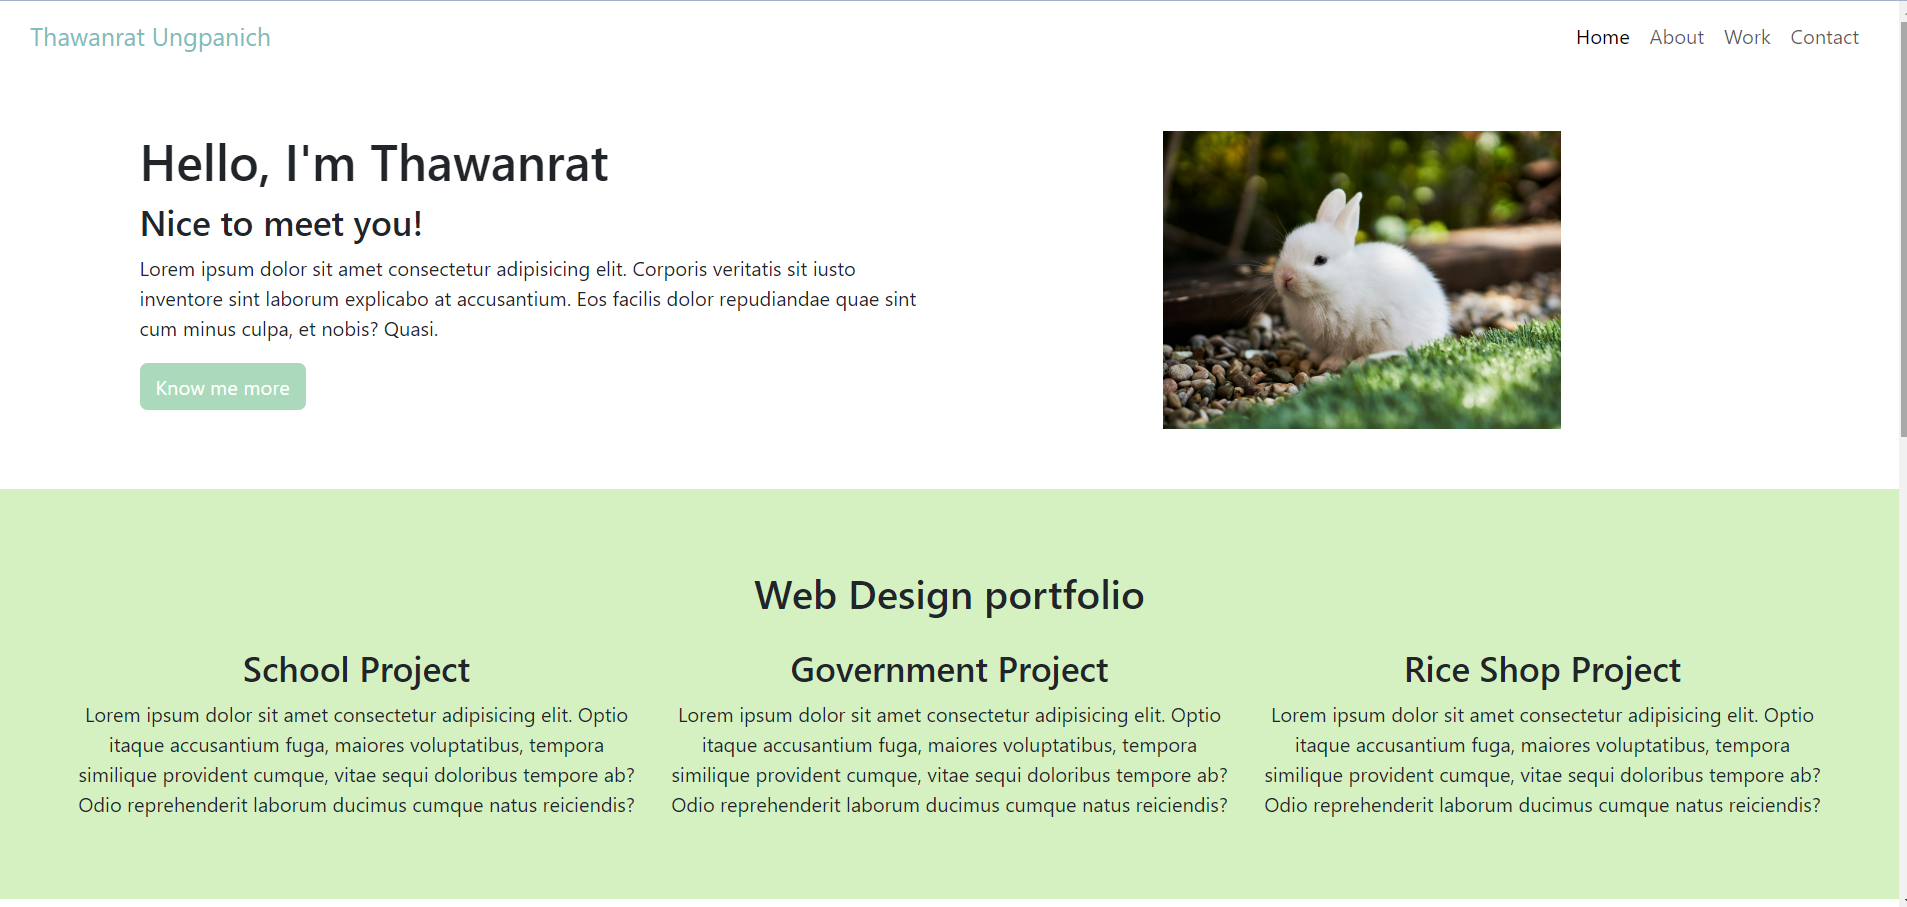 Thawanrat Ungpanich
Home About Work Contact
Hello, I'm Thawanrat
Nice to meet you!
Lorem ipsum dolor sit amet consectetur adipisicing elit. Corporis veritatis sit iusto
inventore sint laborum explicabo at accusantium. Eos facilis dolor repudiandae quae sint
cum minus culpa, et nobis? Quasi.
Know me more
Web Design portfolio
School Project
Lorem ipsum dolor sit amet consectetur adipisicing elit. Optio
itaque accusantium fuga, maiores voluptatibus, tempora
similique provident cumque, vitae sequi doloribus tempore ab?
Odio reprehenderit laborum ducimus cumque natus reiciendis?
Government Project
Lorem ipsum dolor sit amet consectetur adipisicing elit. Optio
itaque accusantium fuga, maiores voluptatibus, tempora
similique provident cumque, vitae sequi doloribus tempore ab?
Odio reprehenderit laborum ducimus cumque natus reiciendis?
Rice Shop Project
Lorem ipsum dolor sit amet consectetur adipisicing elit. Optio
itaque accusantium fuga, maiores voluptatibus, tempora
similique provident cumque, vitae sequi doloribus tempore ab?
Odio reprehenderit laborum ducimus cumque natus reiciendis?